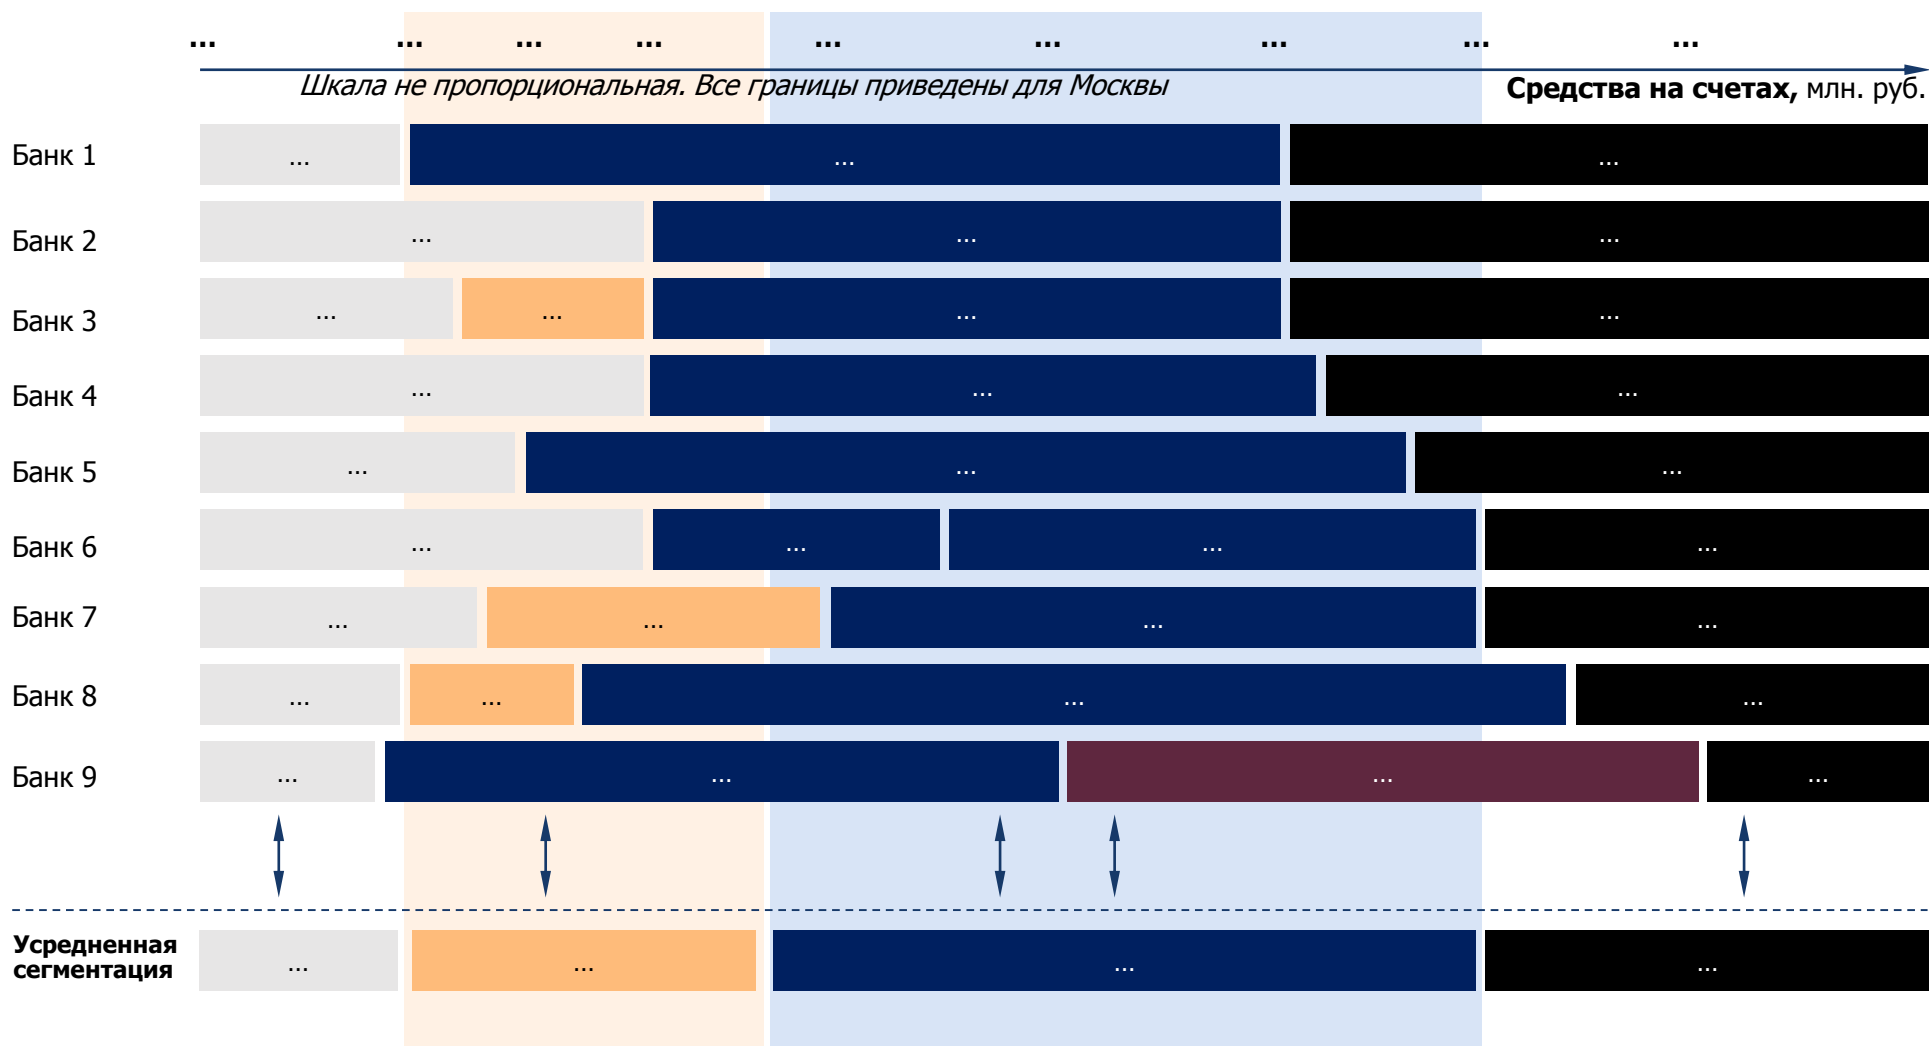 ... ... ... ... ... ... ... ... ...
Шкала не пропорциональная. Все границы приведены для Москвы
Средства на счетах, млн. руб.
Банк 1 ... ... ...
Банк 2 ... ... ...
Банк 3 ... ... ... ...
Банк 4 ... ... ...
Банк 5 ... ... ...
Банк 6 ... ... ... ...
Банк 7 ... ... ... ...
Банк 8 ... ... ... ...
Банк 9 ... ... ... ...
Усредненная
сегментация
... ... ... ...